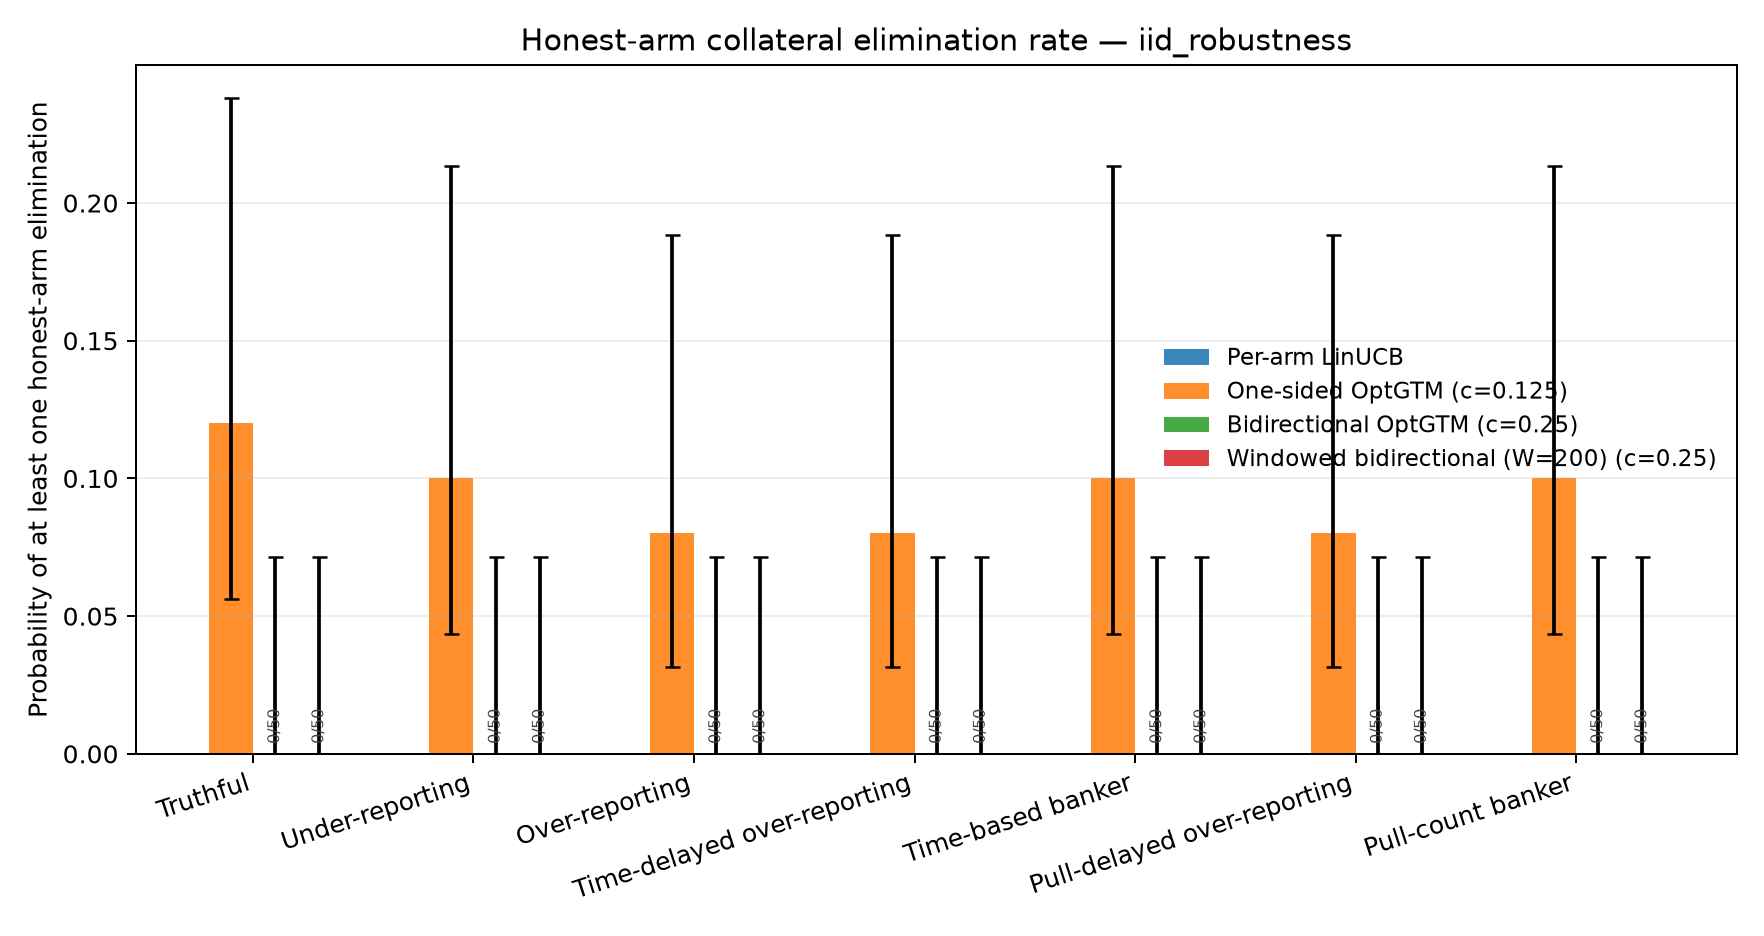 Honest-arm collateral elimination rate — iid_robustness
Probability of at least one honest-arm elimination
0.20
0.15
0.10
0.05
0.00
Per-arm LinUCB
One-sided OptGTM (c=0.125)
Bidirectional OptGTM (c=0.25)
Windowed bidirectional (W=200) (c=0.25)
0/50
0/50
0/50
0/50
0/50
0/50
0/50
0/50
0/50
0/50
0/50
0/50
0/50
0/50
Truthful
Under-reporting
Over-reporting
Time-delayed over-reporting
Time-based banker
Pull-delayed over-reporting
Pull-count banker